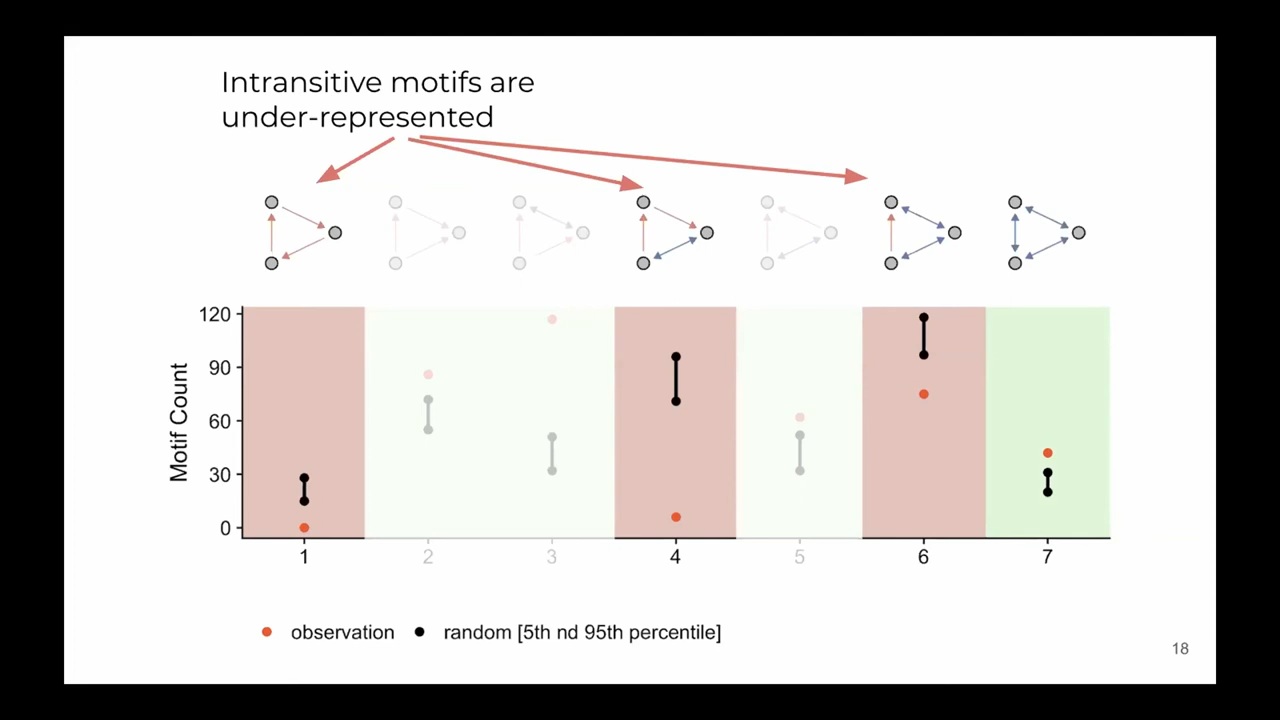 Intransitive motifs are
under-represented
Motif Count
120
90
60
30
0
1 2 3 4 5 6 7
observation random [5th nd 95th percentile]
18